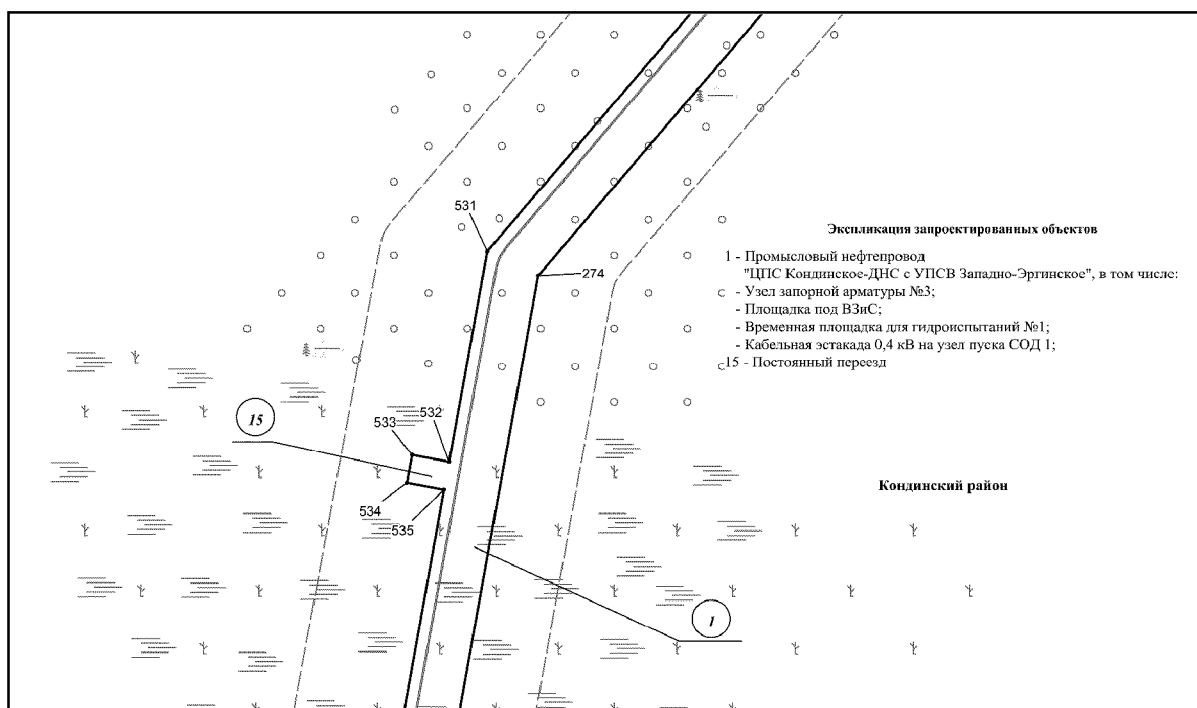 531
Экспликация запроектированных объектов
1 - Промысловый нефтепровод
"ЦПС Кондинское-ДНС с УПСВ Западно-Эргинское", в том числе:
274
- Узел запорной арматуры №3;
- Площадка под ВЗиС;
- Временная площадка для гидроиспытаний №1;
- Кабельная эстакада 0,4 кВ на узел пуска СОД 1;
15 - Постоянный переезд
15
532
533
Кондинский район
534
535
1